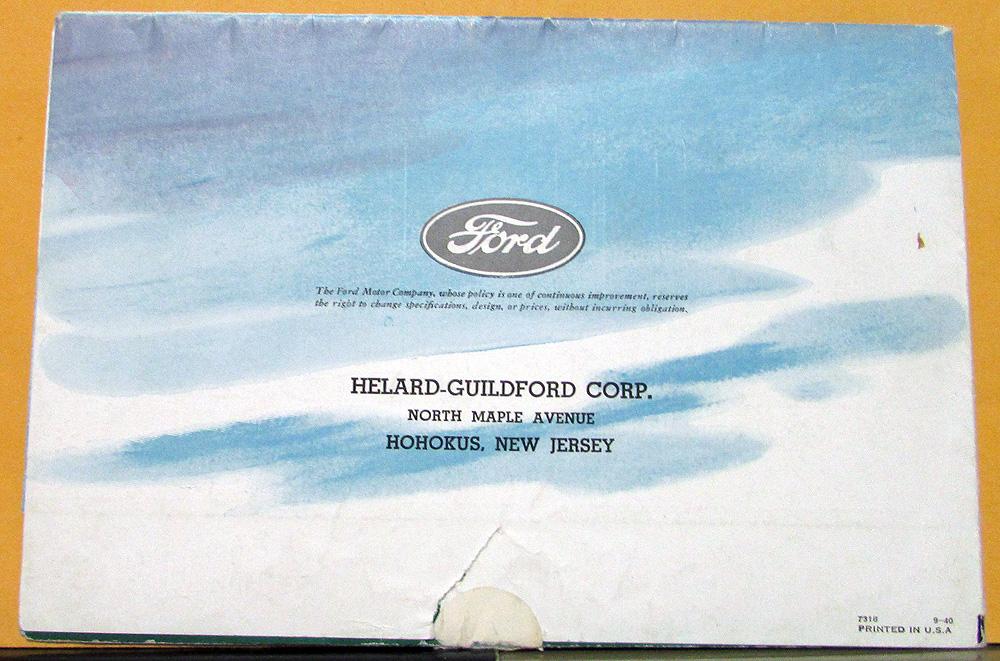 Ford
The Ford Motor Company, whose policy is one of continuous improvement, reserves
the right to change specifications, design, or prices, without incurring obligation.
HELARD-GUILDFORD CORP.
NORTH MAPLE AVENUE
HOHOKUS, NEW JERSEY
7318 9-40
PRINTED IN U.S.A